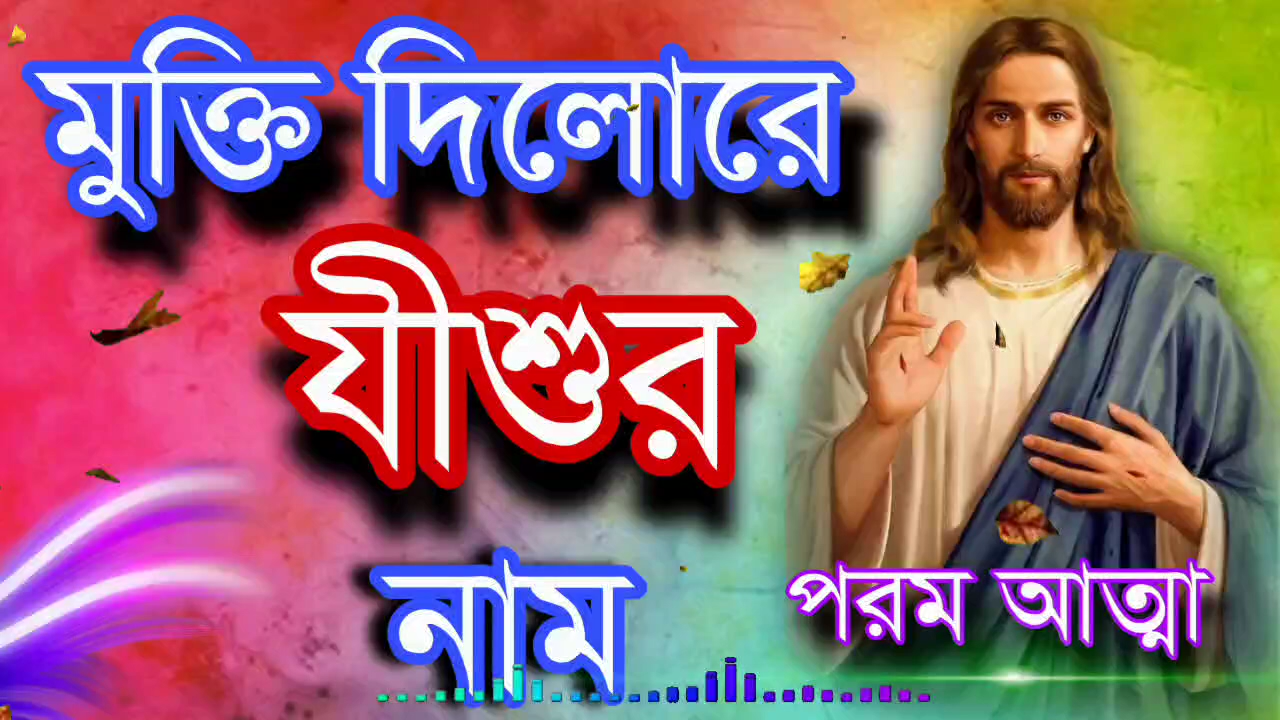 মুক্তি দিলোরে
যীশুর
নাম
পরম আত্মা